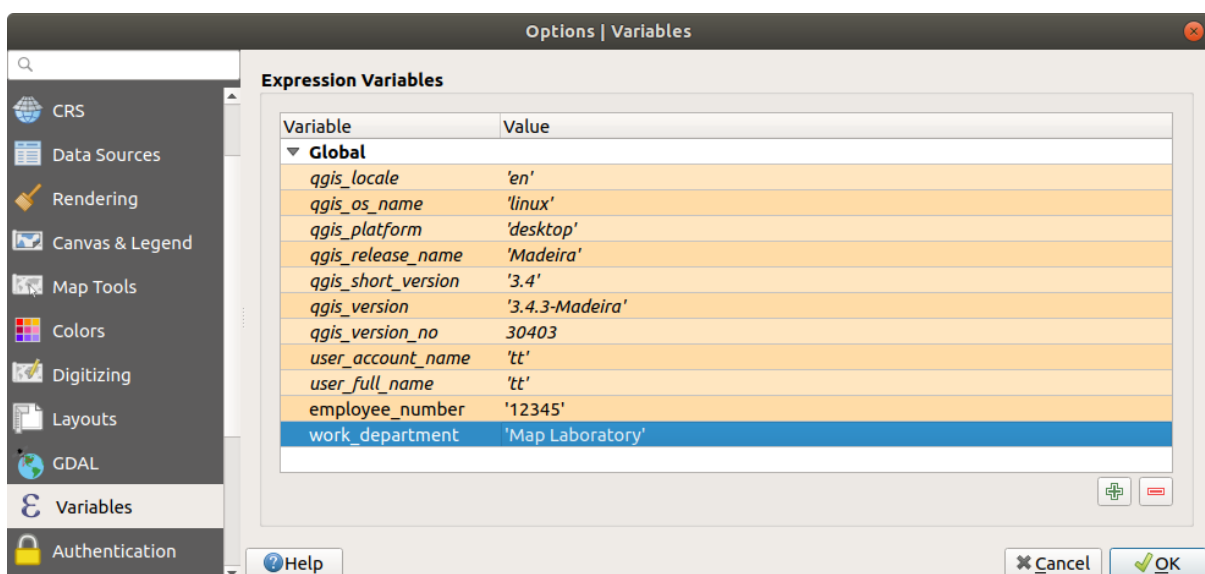 Options | Variables
CRS
Data Sources
Rendering
Canvas & Legend
Map Tools
Colors
Digitizing
Layouts
GDAL
Variables
Authentication
Expression Variables
Variable Value
Global
qgis_locale 'en'
qgis_os_name 'linux'
qgis_platform 'desktop'
qgis_release_name 'Madeira'
qgis_short_version '3.4'
qgis_version '3.4.3-Madeira'
qgis_version_no 30403
user_account_name 'tt'
user_full_name 'tt'
employee_number '12345'
work_department 'Map Laboratory'
Help Cancel OK